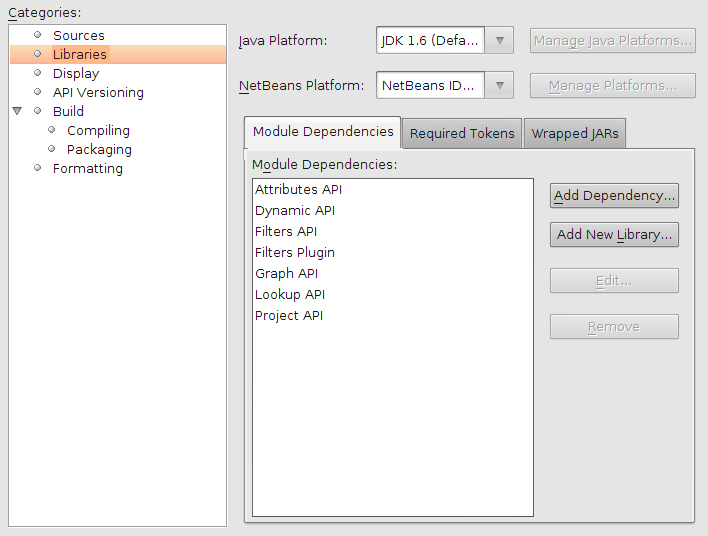 Categories:
Sources
Libraries
Display
API Versioning
Build
Compiling
Packaging
Formatting
Java Platform:
JDK 1.6 (Defa...
Manage Java Platforms...
NetBeans Platform:
NetBeans ID...
Manage Platforms...
Module Dependencies
Required Tokens
Wrapped JARs
Module Dependencies:
Attributes API
Dynamic API
Filters API
Filters Plugin
Graph API
Lookup API
Project API
Add Dependency...
Add New Library...
Edit...
Remove